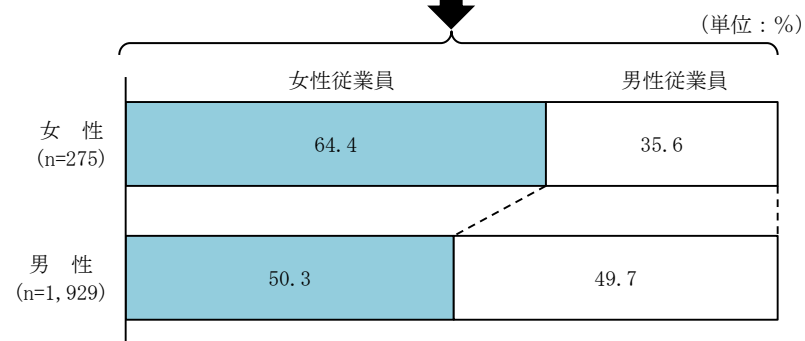 (単位：%)
女性従業員 男性従業員
女 性
(n=275)
64.4 35.6
男 性
(n=1,929)
50.3 49.7